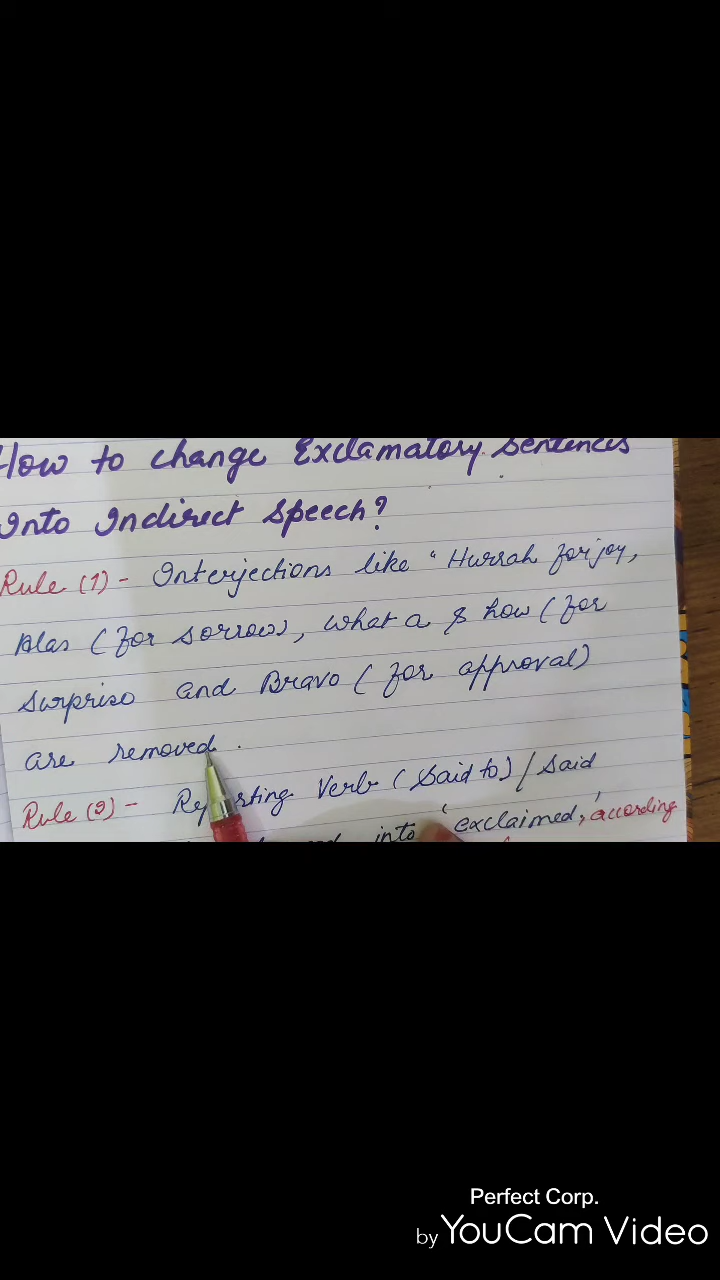 How to change Exclamatory Sentences
Into Indirect Speech?
Rule (1) - Interjections like "Hurrah for joy,
Alas (for sorrow), what a & how (for
Surprise and Bravo (for approval)
are removed.
Rule (2) - Reporting Verb (Said to) / Said
into 'exclaimed,' according
Perfect Corp.
by YouCam Video